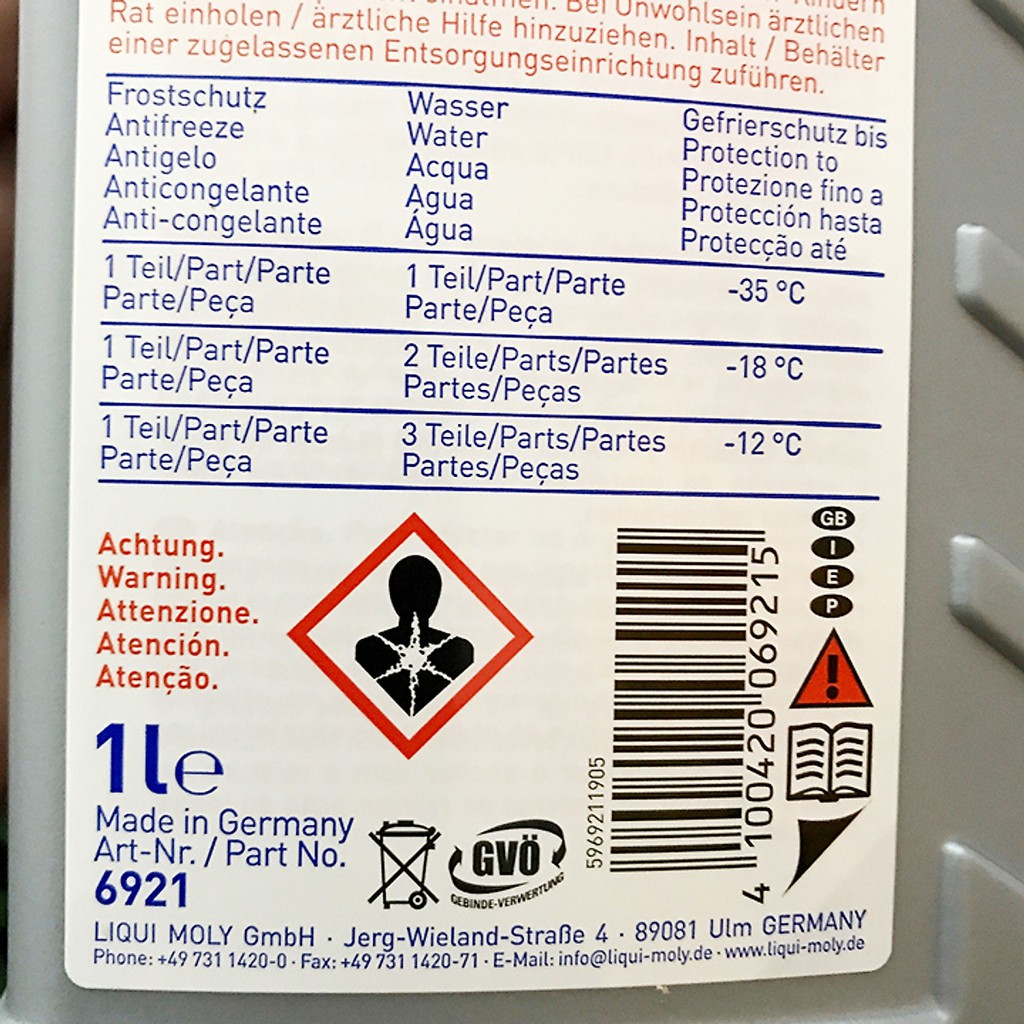 einatmen. Bei Unwohlsein ärztlichen
Rat einholen / ärztliche Hilfe hinzuziehen. Inhalt / Behälter
einer zugelassenen Entsorgungseinrichtung zuführen.
Frostschutz Wasser Gefrierschutz bis
Antifreeze Water Protection to
Antigelo Acqua Protezione fino a
Anticongelante Agua Protección hasta
Anti-congelante Água Protecção até
1 Teil/Part/Parte 1 Teil/Part/Parte -35 °C
Parte/Peça Parte/Peça
1 Teil/Part/Parte 2 Teile/Parts/Partes -18 °C
Parte/Peça Partes/Peças
1 Teil/Part/Parte 3 Teile/Parts/Partes -12 °C
Parte/Peça Partes/Peças
Achtung.
Warning.
Attenzione.
Atención.
Atenção.
1l e
Made in Germany
Art-Nr. / Part No.
6921
GVÖ
GEBINDE-VERWERTUNG
5969211905
4 100420 069215
GB
I
E
P
LIQUI MOLY GmbH · Jerg-Wieland-Straße 4 · 89081 Ulm GERMANY
Phone: +49 731 1420-0 · Fax: +49 731 1420-71 · E-Mail: info@liqui-moly.de · www.liqui-moly.de